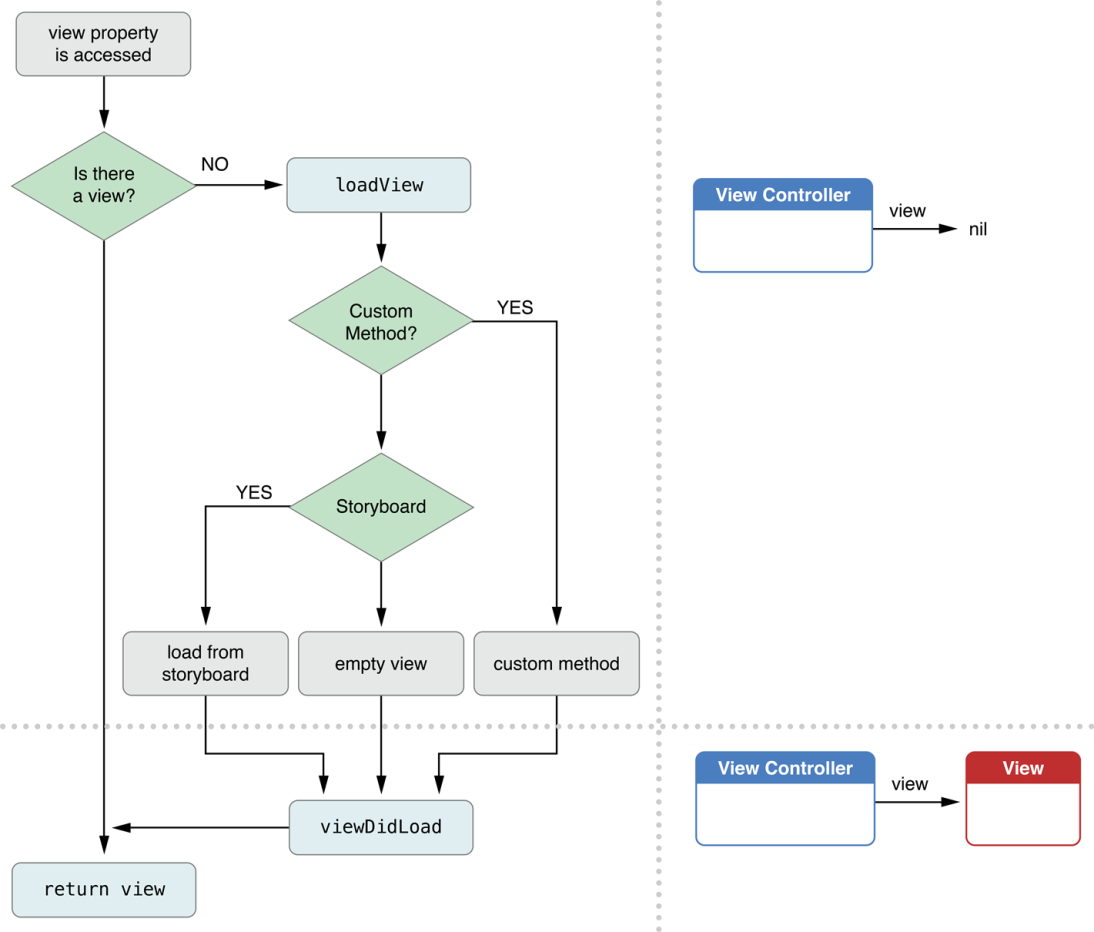 view property
is accessed
Is there
a view?
NO
loadView
Custom
Method?
YES
Storyboard
YES
load from
storyboard
empty view
custom method
viewDidLoad
return view
View Controller
view
nil
View Controller
view
View